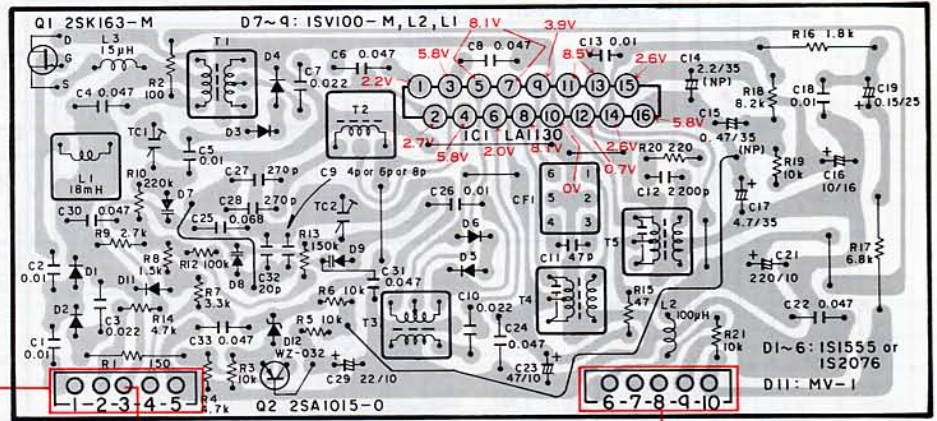 Q1 2SK163-M
D7~9: ISV100-M, L2, L1
8.1V
3.9V
R16 1.8k
D
G
S
L3
15μH
R2
100
T1
D4
C6 0.047
C7
0.022
5.8V
C8 0.047
8.5V
C13 0.01
2.6V
C14
2.2/35
(NP)
R18
8.2k
C18
0.01
C19
0.15/25
C4 0.047
2.2V
1 3 5 7 9 11 13 15
2 4 6 8 10 12 14 16
IC1 LA1130
T2
D3
TC1
C5
0.01
2.7V
5.8V
2.0V
8.1V
0V
2.6V
0.7V
5.8V
C15
0.47/35
(NP)
L1
18mH
R10
220k
D7
C27 270p
C28 270p
C25 0.068
C9 4p or 6p or 8p
TC2
C26 0.01
6 1
5 2
4 3
CF1
R20 220
C12 2200p
R19
10k
C16
10/16
C17
4.7/35
C30 0.047
R9 2.7k
R8
1.5k
R12 100k
D8
C32
20p
R13
150k
D9
D6
D5
C11 47p
T5
C21
220/10
R17
6.8k
C2
0.01
D1
D11
D2
C3
0.022
R14
4.7k
R7
3.3k
C31
0.047
R6 10k
T3
C10
0.022
C24
0.047
T4
R15
47
L2
100μH
C22 0.047
C1
0.01
C33 0.047
R5 10k
D12
WZ-032
R21
10k
D1~6: ISI555 or
IS2076
R1 150
R4
4.7k
R3
10k
C29 22/10
C23
47/10
D11: MV-1
1-2-3-4-5
Q2 2SA1015-O
6-7-8-9-10